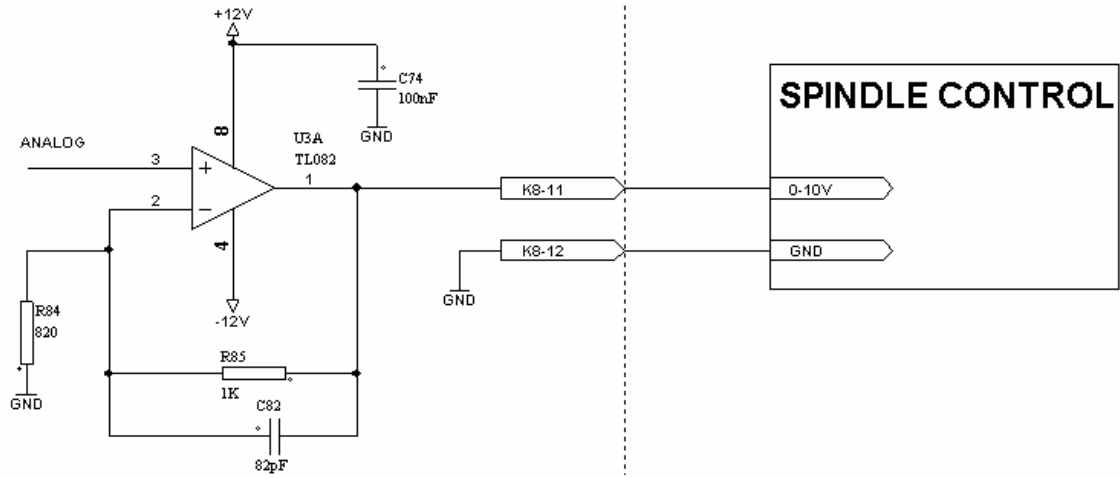 +12V
C74
100nF
GND
8
U3A
TL082
ANALOG
3
+
1
2
−
4
-12V
SPINDLE CONTROL
K8-11
0-10V
K8-12
GND
GND
R84
820
GND
R85
1K
C82
82pF